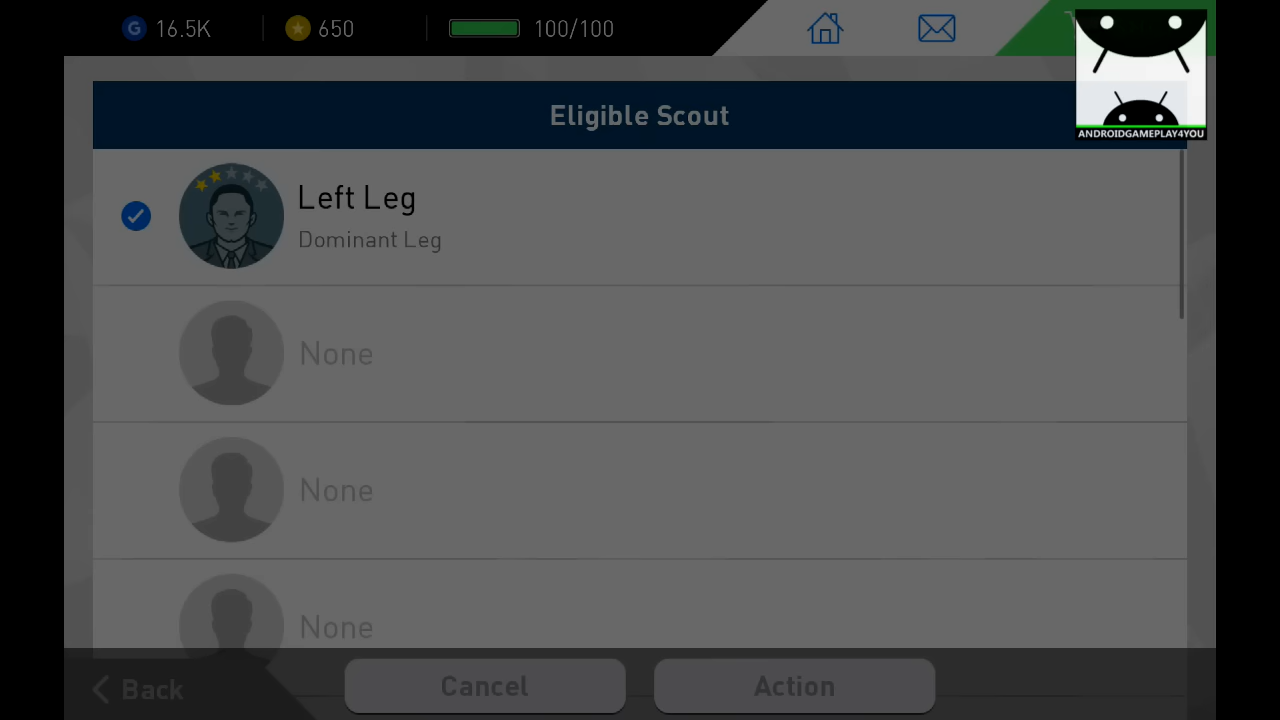 G 16.5K 650 100/100
ANDROIDGAMEPLAY4YOU
Eligible Scout
Left Leg
Dominant Leg
None
None
None
Back Cancel Action